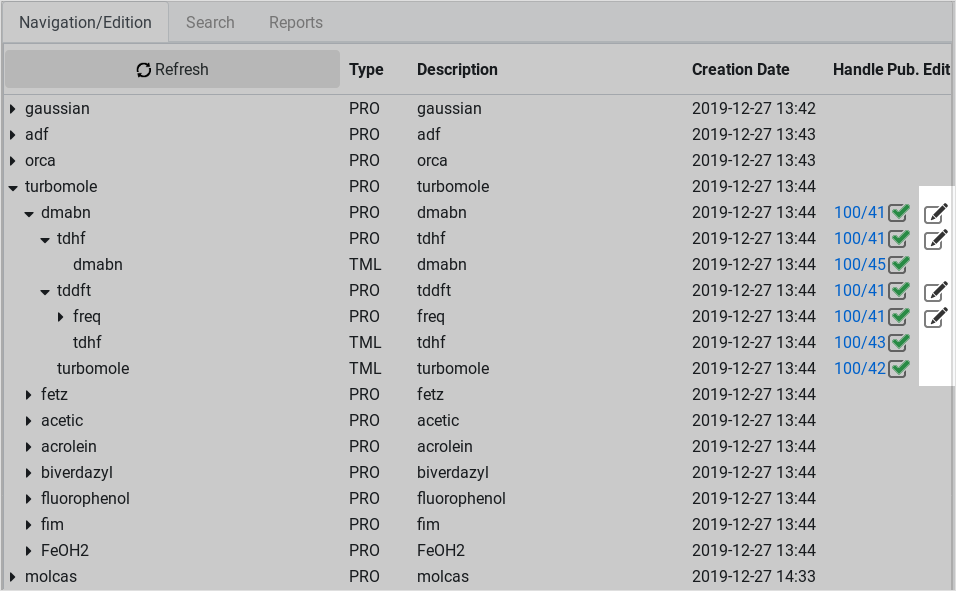 Navigation/Edition Search Reports
Refresh Type Description Creation Date Handle Pub. Edit
gaussian PRO gaussian 2019-12-27 13:42
adf PRO adf 2019-12-27 13:43
orca PRO orca 2019-12-27 13:43
turbomole PRO turbomole 2019-12-27 13:44
dmabn PRO dmabn 2019-12-27 13:44 100/41
tdhf PRO tdhf 2019-12-27 13:44 100/41
dmabn TML dmabn 2019-12-27 13:44 100/45
tddft PRO tddft 2019-12-27 13:44 100/41
freq PRO freq 2019-12-27 13:44 100/41
tdhf TML tdhf 2019-12-27 13:44 100/43
turbomole TML turbomole 2019-12-27 13:44 100/42
fetz PRO fetz 2019-12-27 13:44
acetic PRO acetic 2019-12-27 13:44
acrolein PRO acrolein 2019-12-27 13:44
biverdazyl PRO biverdazyl 2019-12-27 13:44
fluorophenol PRO fluorophenol 2019-12-27 13:44
fim PRO fim 2019-12-27 13:44
FeOH2 PRO FeOH2 2019-12-27 13:44
molcas PRO molcas 2019-12-27 14:33